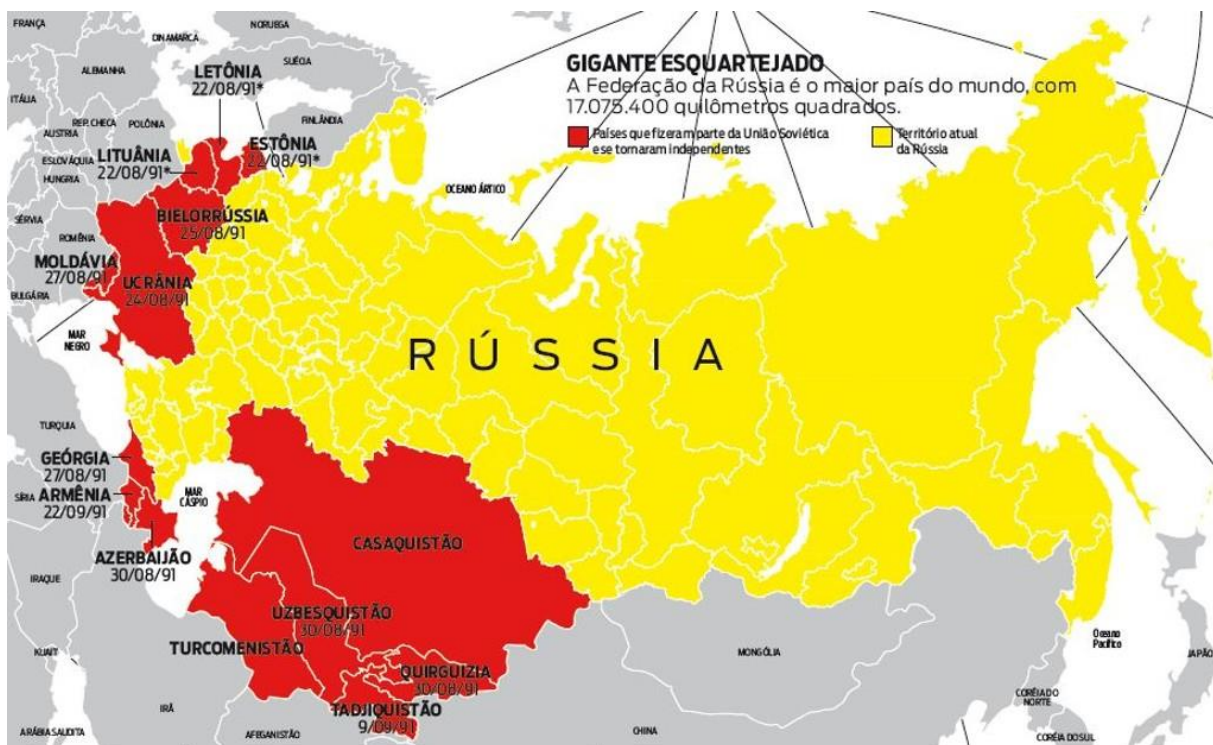 GIGANTE ESQUARTEJADO
A Federação da Rússia é o maior país do mundo, com
17.075.400 quilômetros quadrados.
Países que fizeram parte da União Soviética
e se tornaram independentes
Território atual
da Rússia
FRANÇA
NORUEGA
DINAMARCA
SUÉCIA
ALEMANHA
LETÔNIA
22/08/91*
ITÁLIA
REP. CHECA
POLÔNIA
FINLÂNDIA
AUSTRIA
ESTÔNIA
22/08/91*
ESLOVÁQUIA
LITUÂNIA
22/08/91*
HUNGRIA
OCEANO ÁRTICO
SÉRVIA
BIELORRÚSSIA
25/08/91
ROMÊNIA
MOLDÁVIA
27/08/91
UCRÂNIA
24/08/91
BULGÁRIA
MAR
NEGRO
RÚSSIA
TURQUIA
GEÓRGIA
27/08/91
SÍRIA
ARMÊNIA
22/09/91
MAR
CÁSPIO
CASAQUISTÃO
AZERBAIJÃO
30/08/91
IRAQUE
UZBESQUISTÃO
30/08/91
TURCOMENISTÃO
KUAIT
QUIRGUIZIA
30/08/91
MONGÓLIA
Oceano
Pacífico
JAPÃO
TADJIQUISTÃO
9/09/91
IRÃ
CORÉIA DO
NORTE
ARÁBIA SAUDITA
AFEGANISTÃO
CHINA
CORÉIA DO SUL